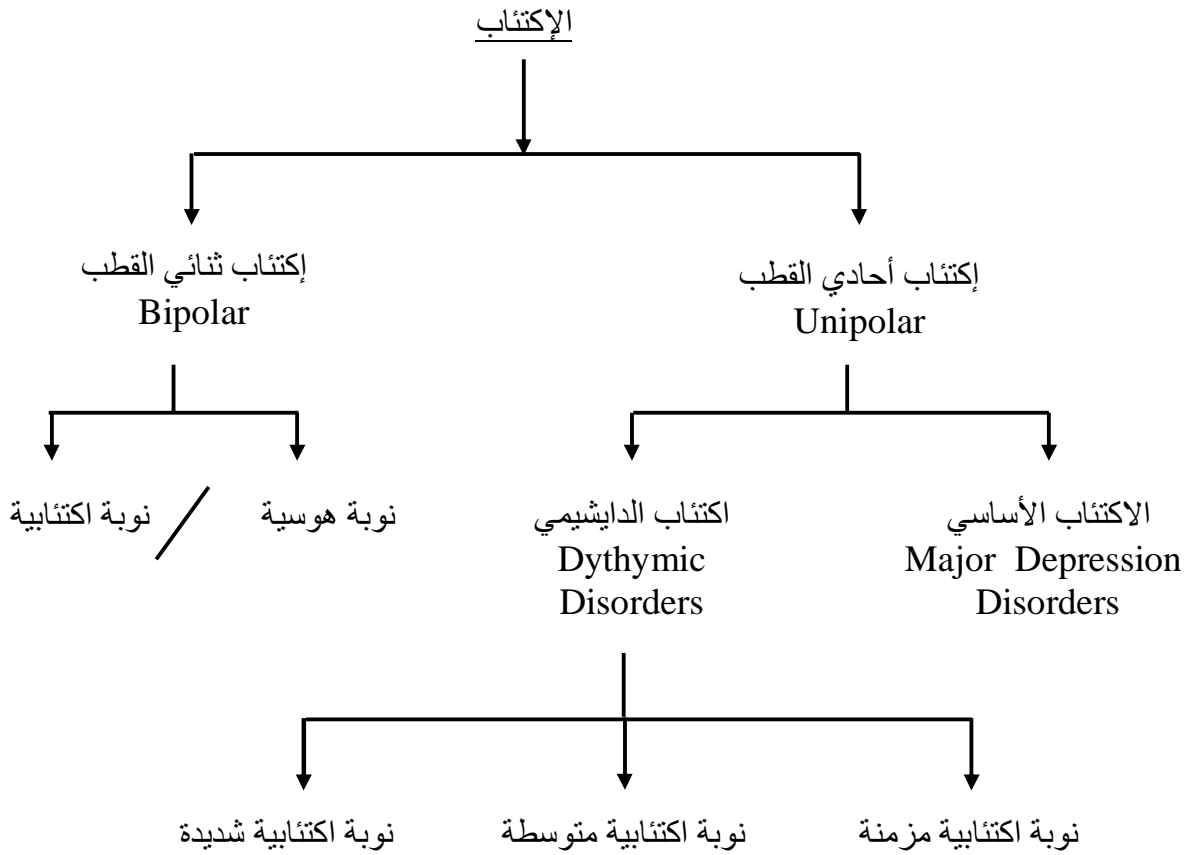 الإكتئاب
إكتئاب أحادي القطب
Unipolar
إكتئاب ثنائي القطب
Bipolar
الاكتئاب الأساسي
Major Depression
Disorders
اكتئاب الدايشيمي
Dythymic
Disorders
نوبة هوسية
نوبة اكتئابية
نوبة اكتئابية مزمنة
نوبة اكتئابية متوسطة
نوبة اكتئابية شديدة